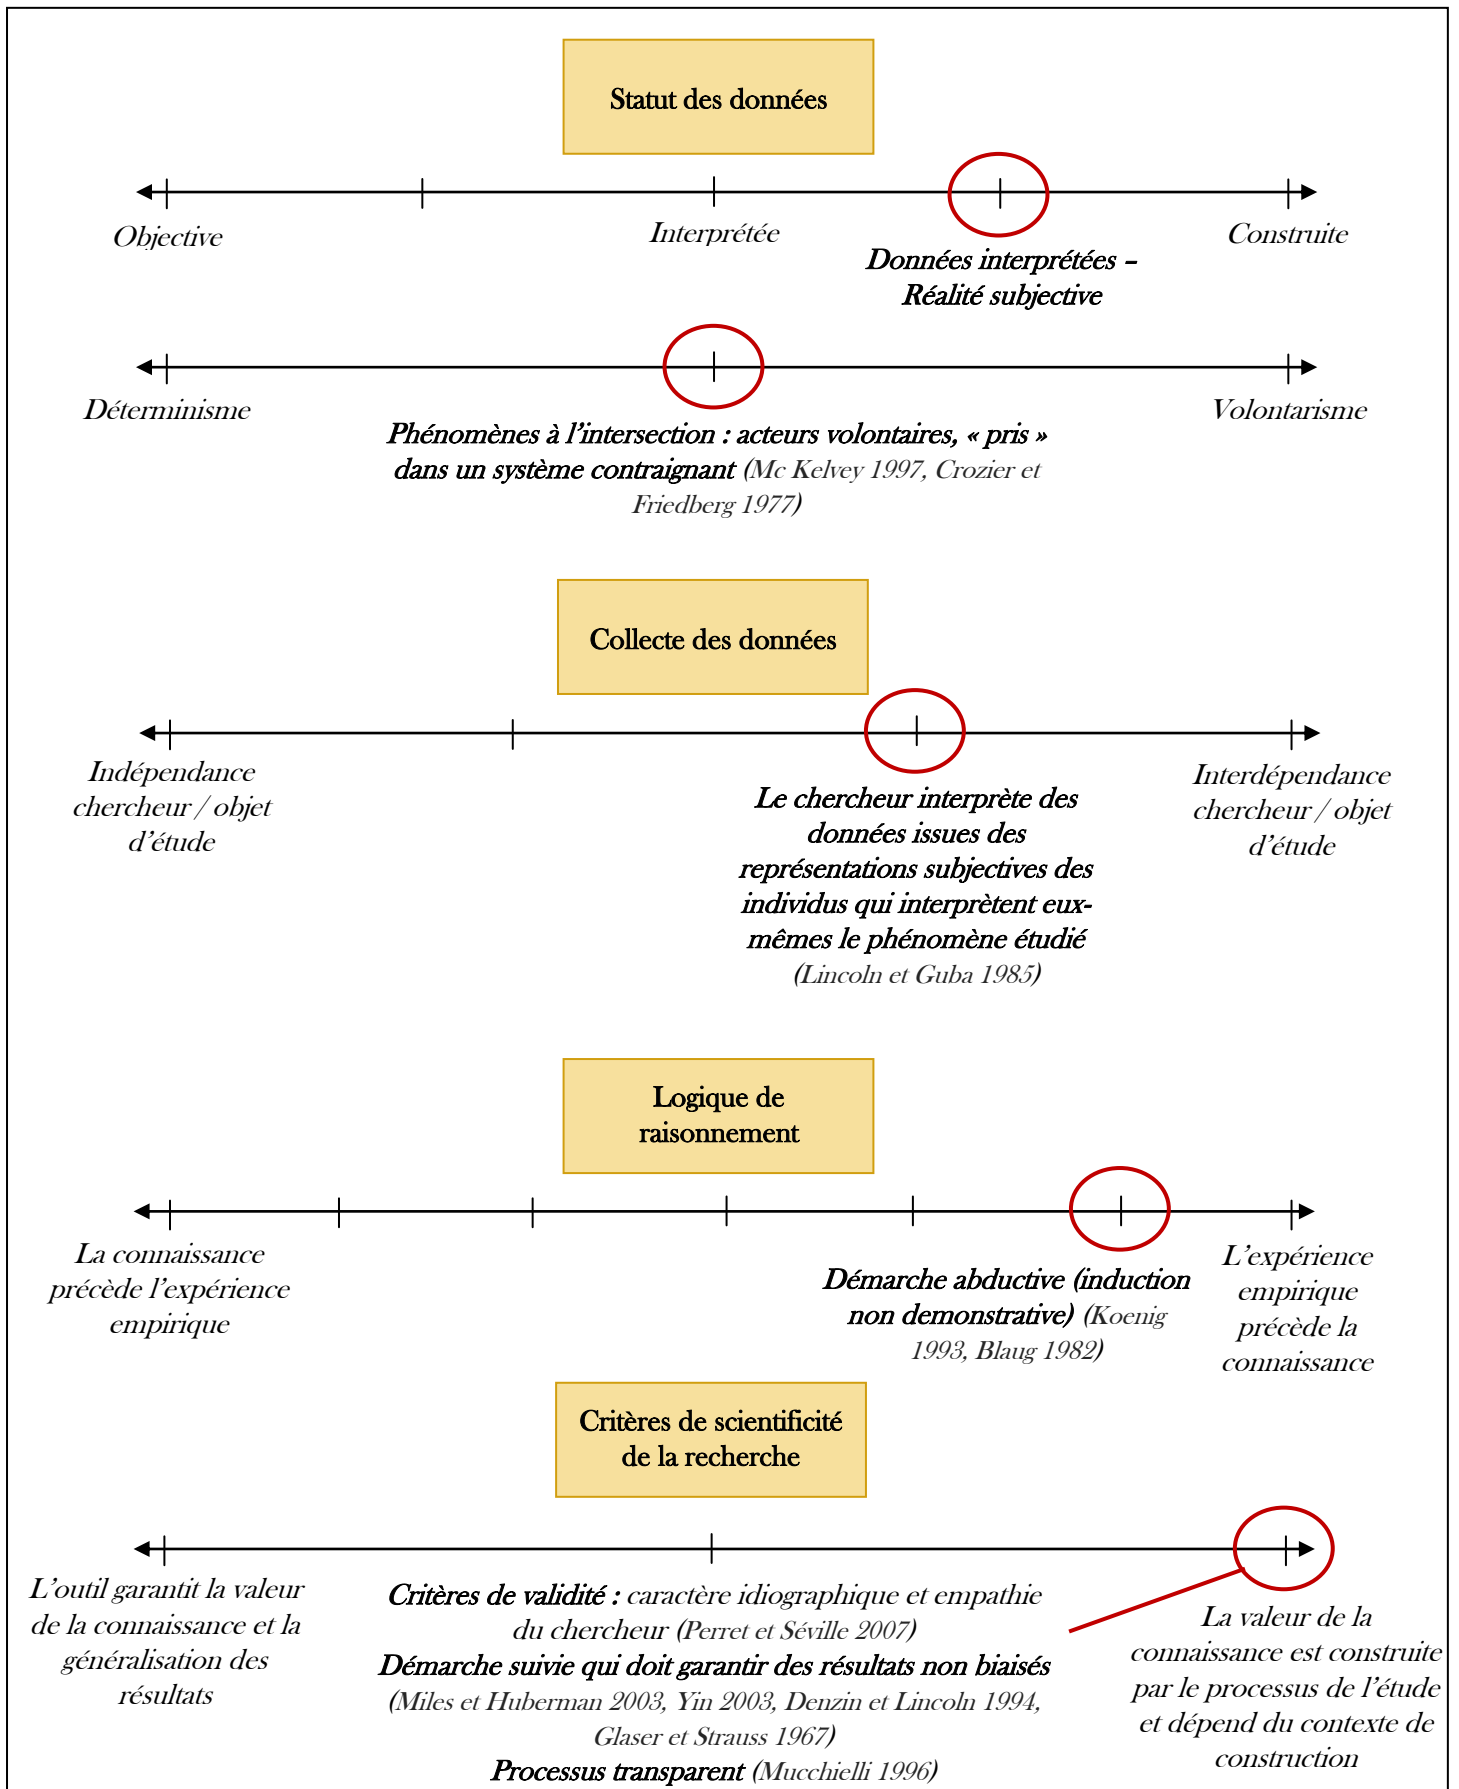 Statut des données
Objective
Interprétée
Construite
Données interprétées –
Réalité subjective
Déterminisme
Volontarisme
Phénomènes à l’intersection : acteurs volontaires, « pris »
dans un système contraignant (Mc Kelvey 1997, Crozier et
Friedberg 1977)
Collecte des données
Indépendance
chercheur / objet
d’étude
Interdépendance
chercheur / objet
d’étude
Le chercheur interprète des
données issues des
représentations subjectives des
individus qui interprètent eux-
mêmes le phénomène étudié
(Lincoln et Guba 1985)
Logique de
raisonnement
La connaissance
précède l’expérience
empirique
Démarche abductive (induction
non demonstrative) (Koenig
1993, Blaug 1982)
L’expérience
empirique
précède la
connaissance
Critères de scientificité
de la recherche
L’outil garantit la valeur
de la connaissance et la
généralisation des
résultats
Critères de validité : caractère idiographique et empathie
du chercheur (Perret et Séville 2007)
Démarche suivie qui doit garantir des résultats non biaisés
(Miles et Huberman 2003, Yin 2003, Denzin et Lincoln 1994,
Glaser et Strauss 1967)
Processus transparent (Mucchielli 1996)
La valeur de la
connaissance est construite
par le processus de l’étude
et dépend du contexte de
construction